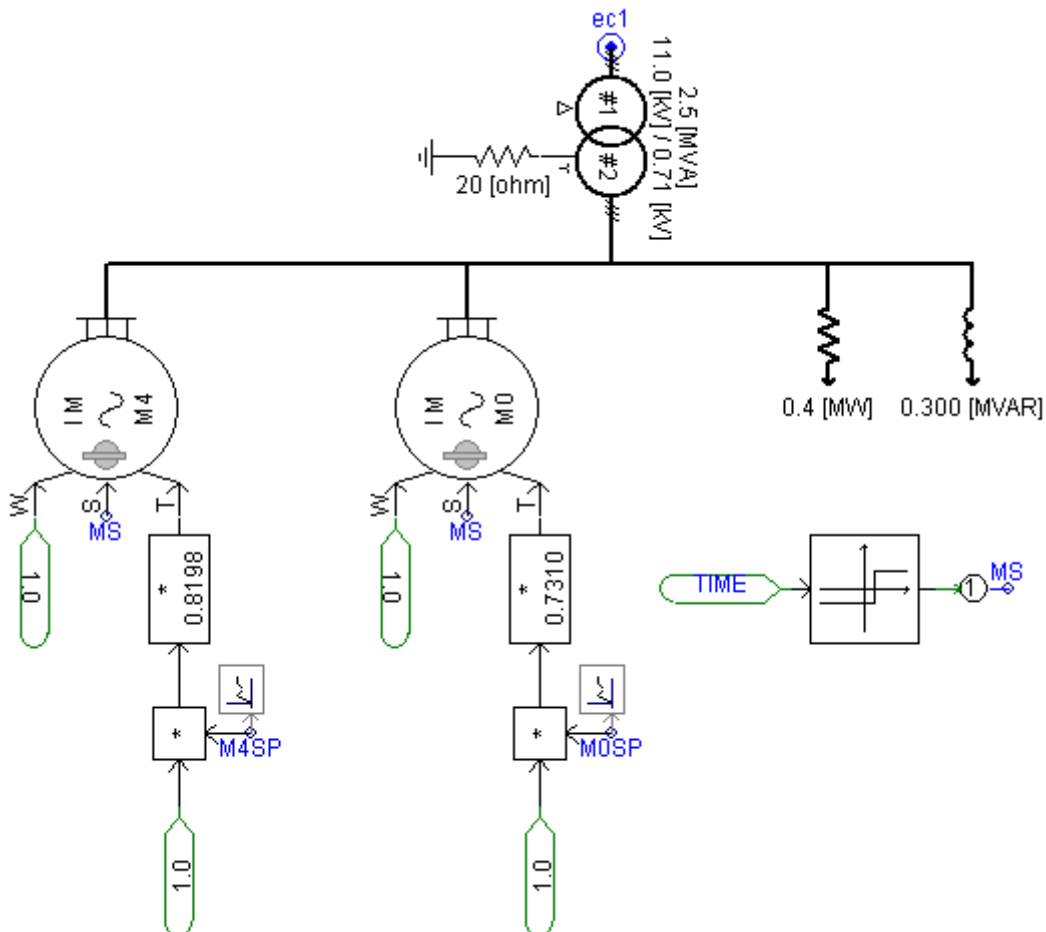 ec1
#1
#2
2.5 [MVA]
11.0 [kV] / 0.71 [kV]
20 [ohm]
IM
M4
IM
M0
0.4 [MW]
0.300 [MVAR]
W
S
T
MS
1.0
*
0.8198
W
S
T
MS
1.0
*
0.7310
TIME
1
MS
*
M4SP
*
M0SP
1.0
1.0